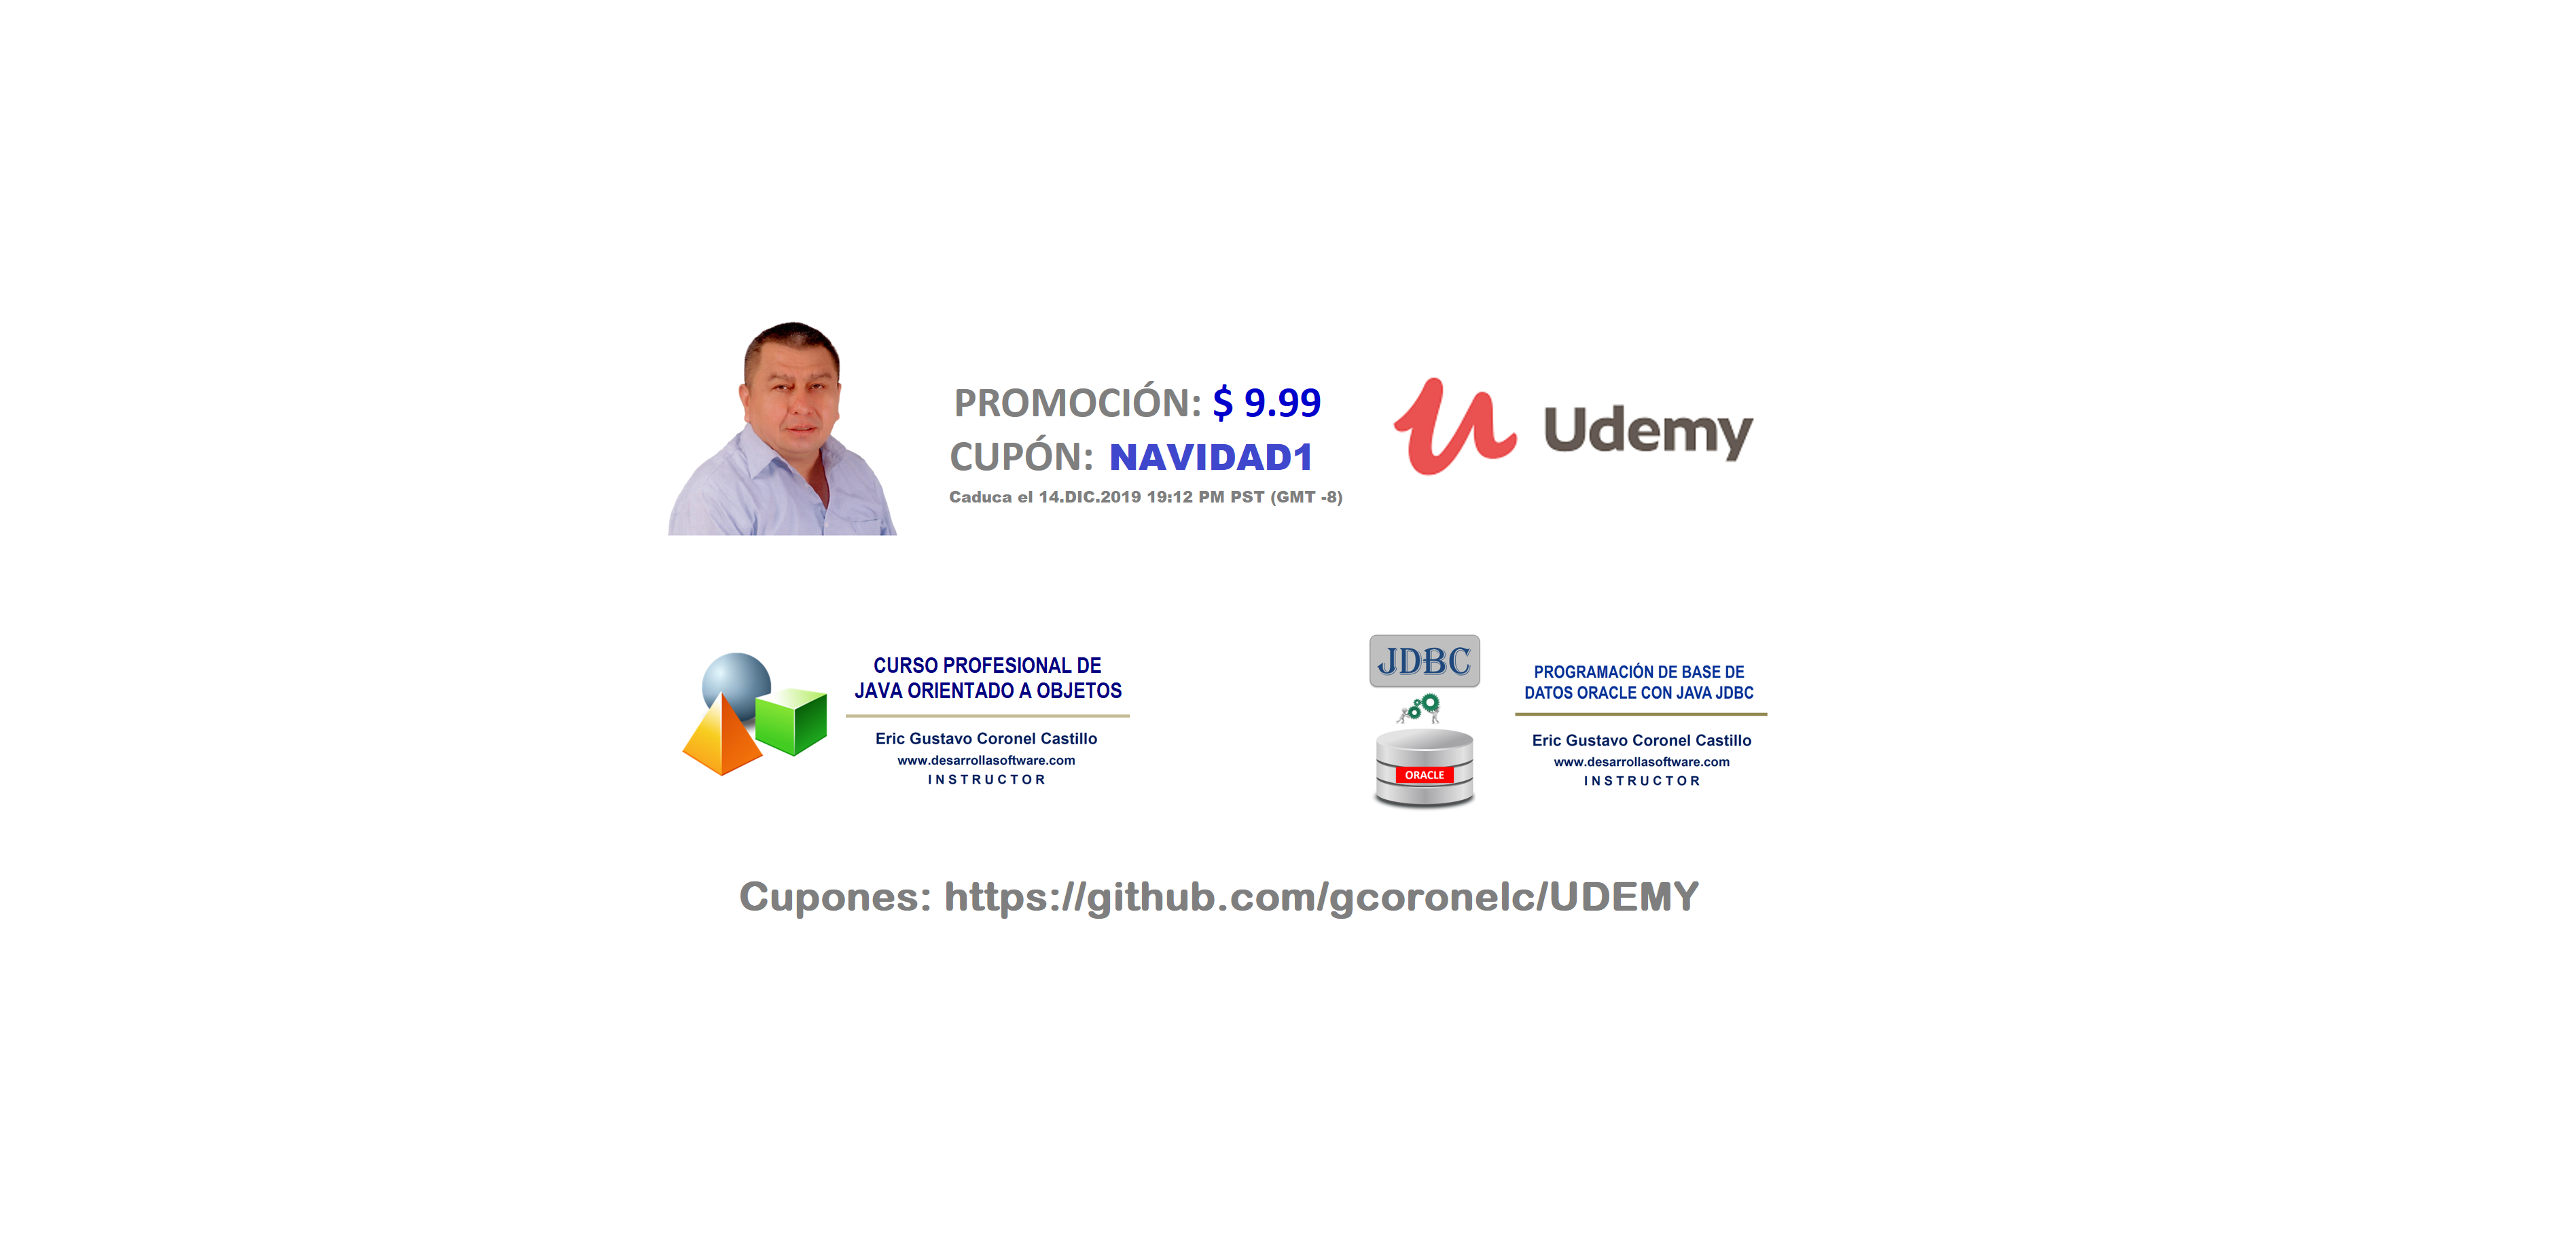 PROMOCIÓN: $ 9.99
CUPÓN: NAVIDAD1
Caduca el 14.DIC.2019 19:12 PM PST (GMT -8)
Udemy
CURSO PROFESIONAL DE
JAVA ORIENTADO A OBJETOS
Eric Gustavo Coronel Castillo
www.desarrollasoftware.com
INSTRUCTOR
JDBC
ORACLE
PROGRAMACIÓN DE BASE DE
DATOS ORACLE CON JAVA JDBC
Eric Gustavo Coronel Castillo
www.desarrollasoftware.com
INSTRUCTOR
Cupones: https://github.com/gcoronelc/UDEMY